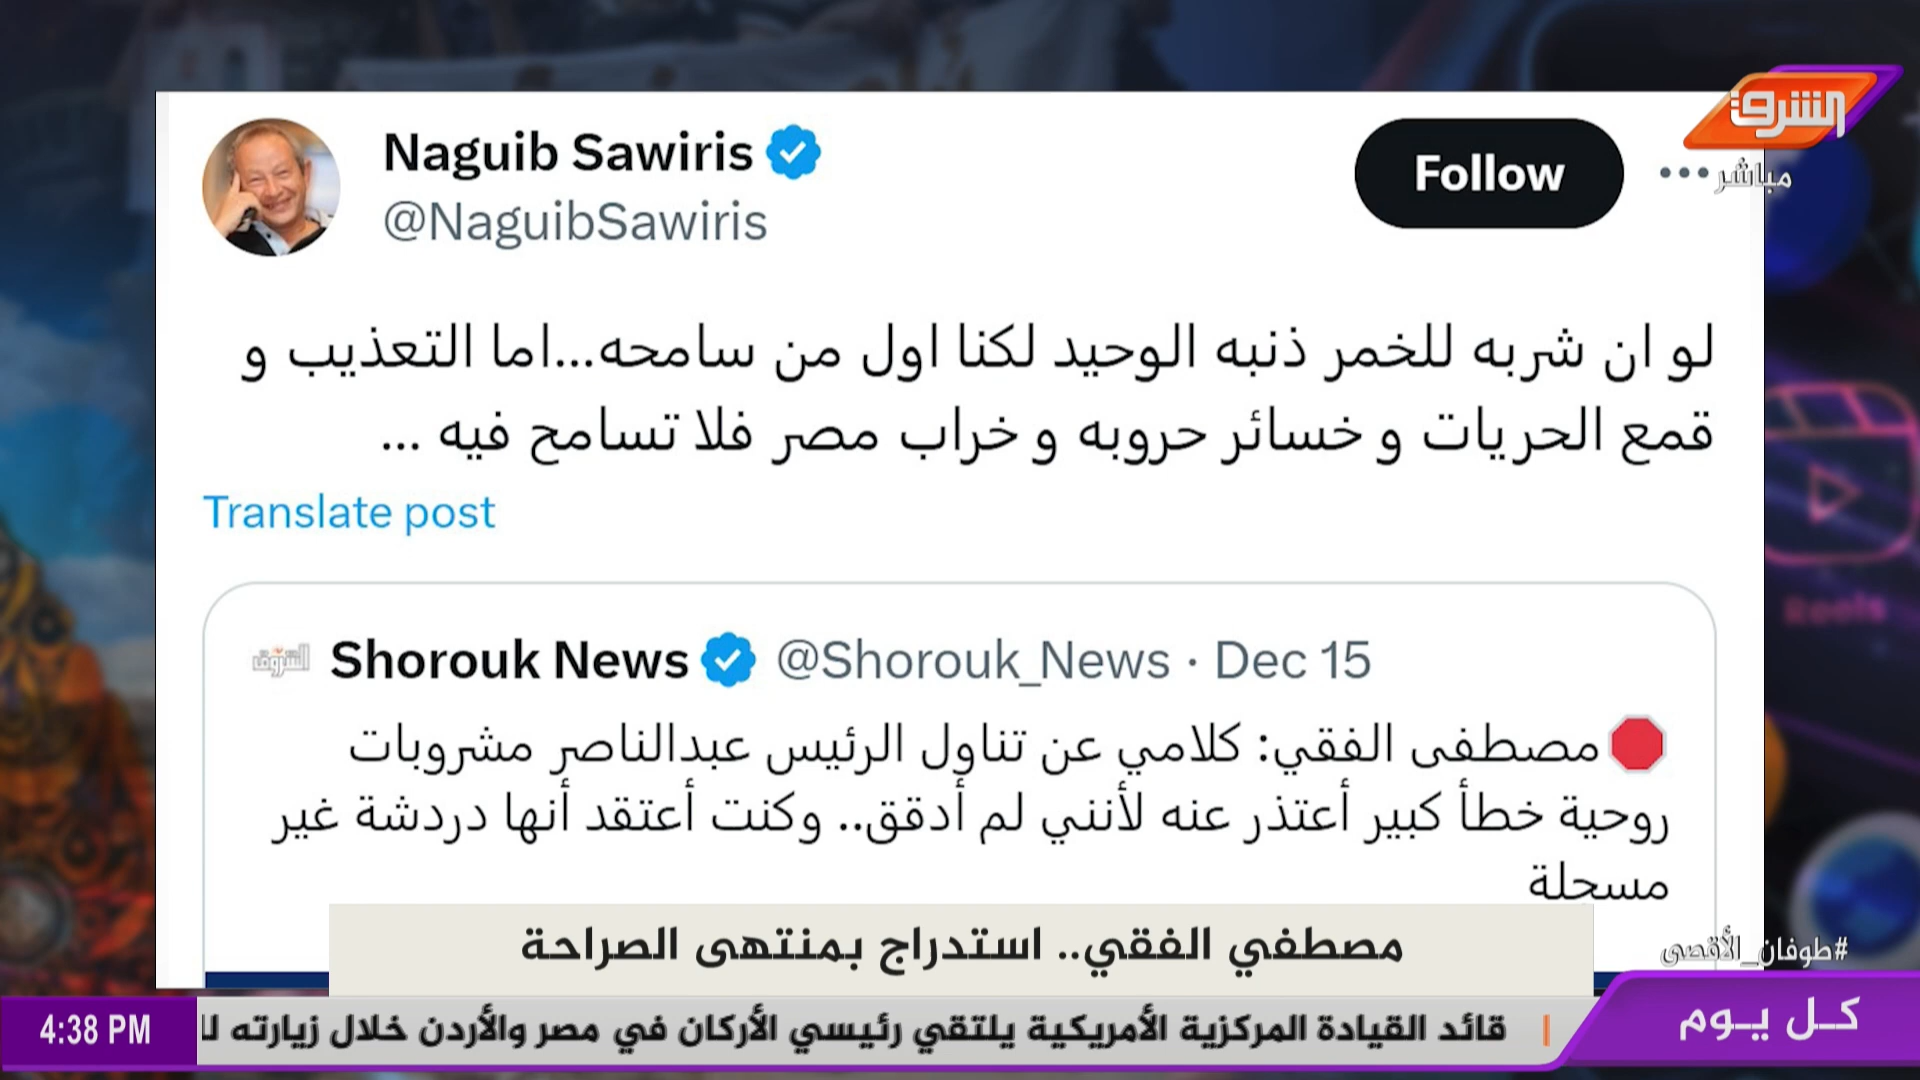 الشرق
مباشر
Naguib Sawiris
@NaguibSawiris
Follow
لو ان شربه للخمر ذنبه الوحيد لكنا اول من سامحه...اما التعذيب و
قمع الحريات و خسائر حروبه و خراب مصر فلا تسامح فيه ...
Translate post
الشروق
Shorouk News @Shorouk_News · Dec 15
مصطفى الفقي: كلامي عن تناول الرئيس عبدالناصر مشروبات
روحية خطأ كبير أعتذر عنه لأنني لم أدقق.. وكنت أعتقد أنها دردشة غير
مسجلة
Reels
مصطفي الفقي.. استدراج بمنتهى الصراحة
#طوفان_الأقصى
كل يوم
| قائد القيادة المركزية الأمريكية يلتقي رئيسي الأركان في مصر والأردن خلال زيارته
4:38 PM